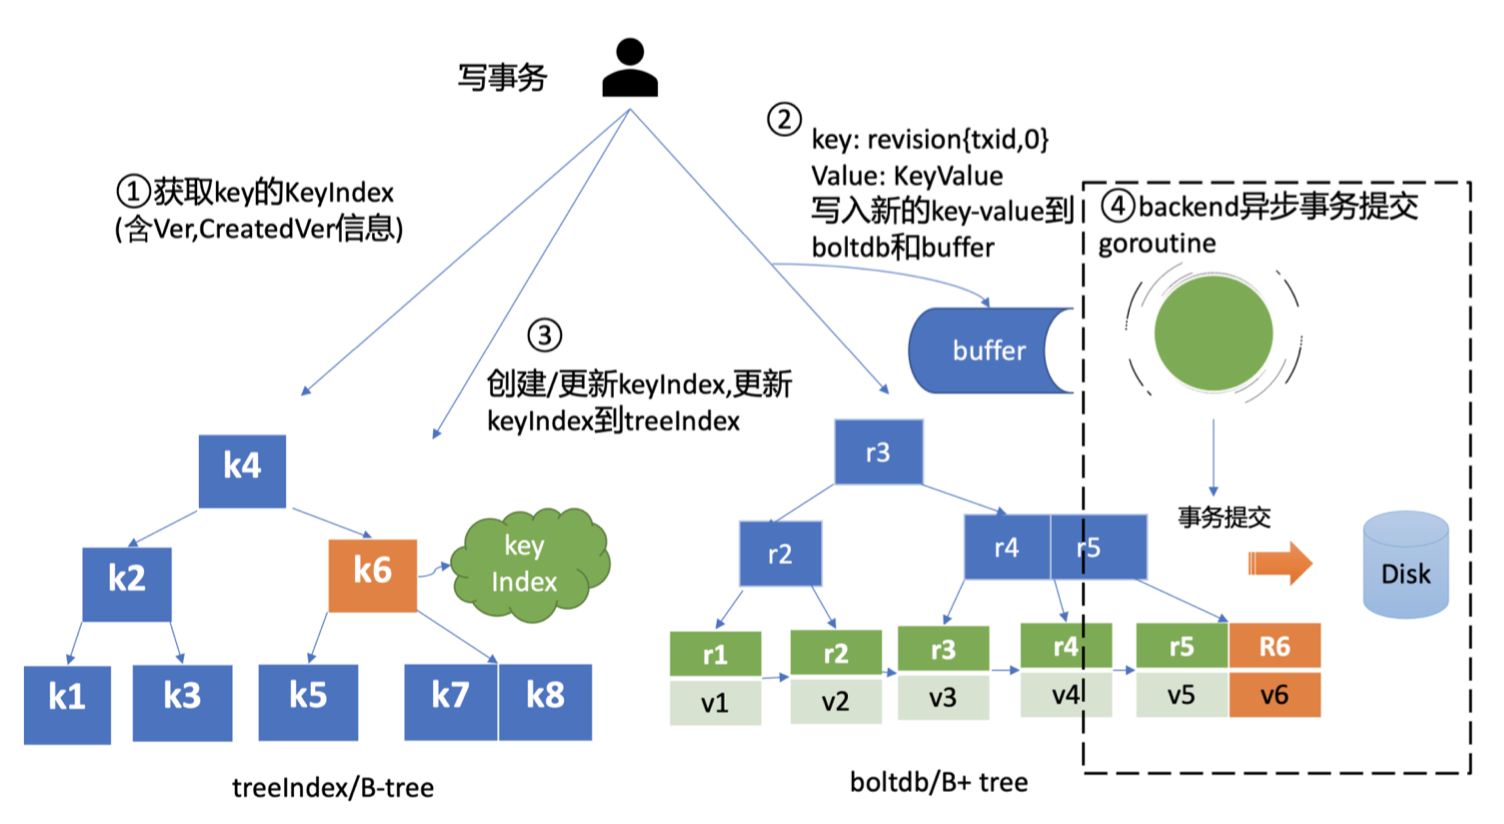 写事务
②
key: revision{txid,0}
Value: KeyValue
写入新的key-value到
boltdb和buffer
①获取key的KeyIndex
(含Ver,CreatedVer信息)
④backend异步事务提交
goroutine
③
创建/更新keyIndex,更新
keyIndex到treeIndex
buffer
k4
k2
k6
key
Index
k1
k3
k5
k7
k8
treeIndex/B-tree
r3
r2
r4
r5
r1
r2
r3
r4
r5
R6
v1
v2
v3
v4
v5
v6
boltdb/B+ tree
事务提交
Disk